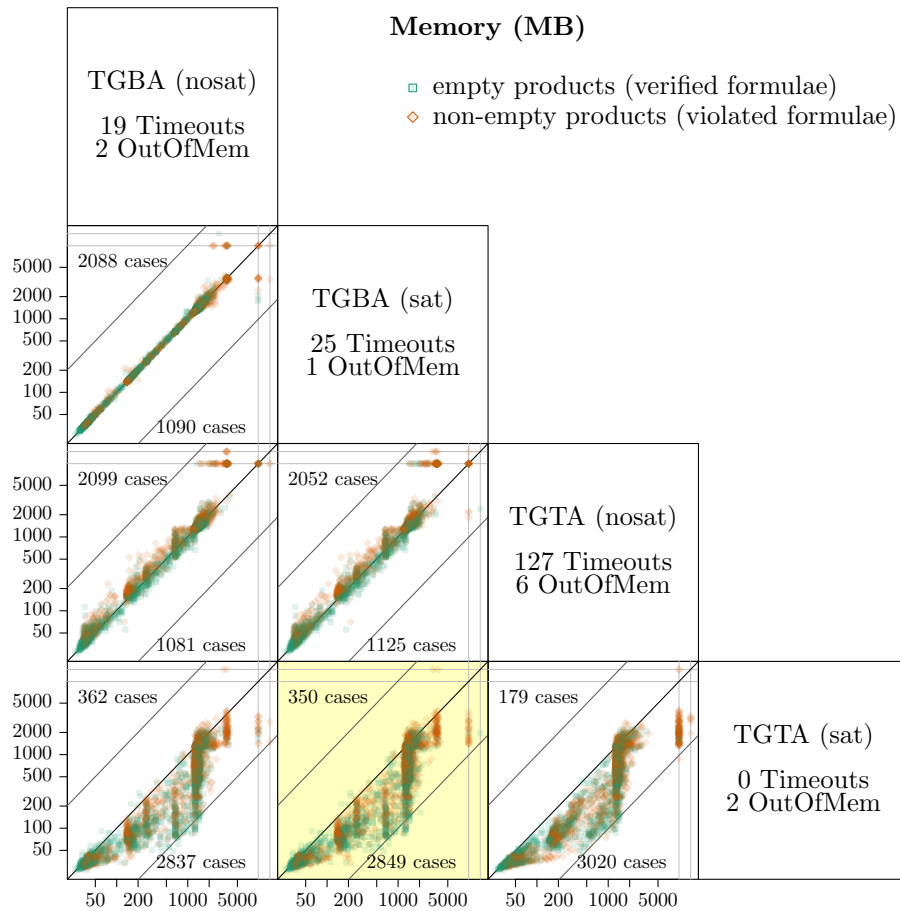 Memory (MB)
TGBA (nosat)
19 Timeouts
2 OutOfMem
empty products (verified formulae)
non-empty products (violated formulae)
5000
2000
1000
500
200
100
50
2088 cases
1090 cases
TGBA (sat)
25 Timeouts
1 OutOfMem
5000
2000
1000
500
200
100
50
2099 cases
1081 cases
2052 cases
1125 cases
TGTA (nosat)
127 Timeouts
6 OutOfMem
5000
2000
1000
500
200
100
50
362 cases
2837 cases
350 cases
2849 cases
179 cases
3020 cases
TGTA (sat)
0 Timeouts
2 OutOfMem
50 200 1000 5000 50 200 1000 5000 50 200 1000 5000